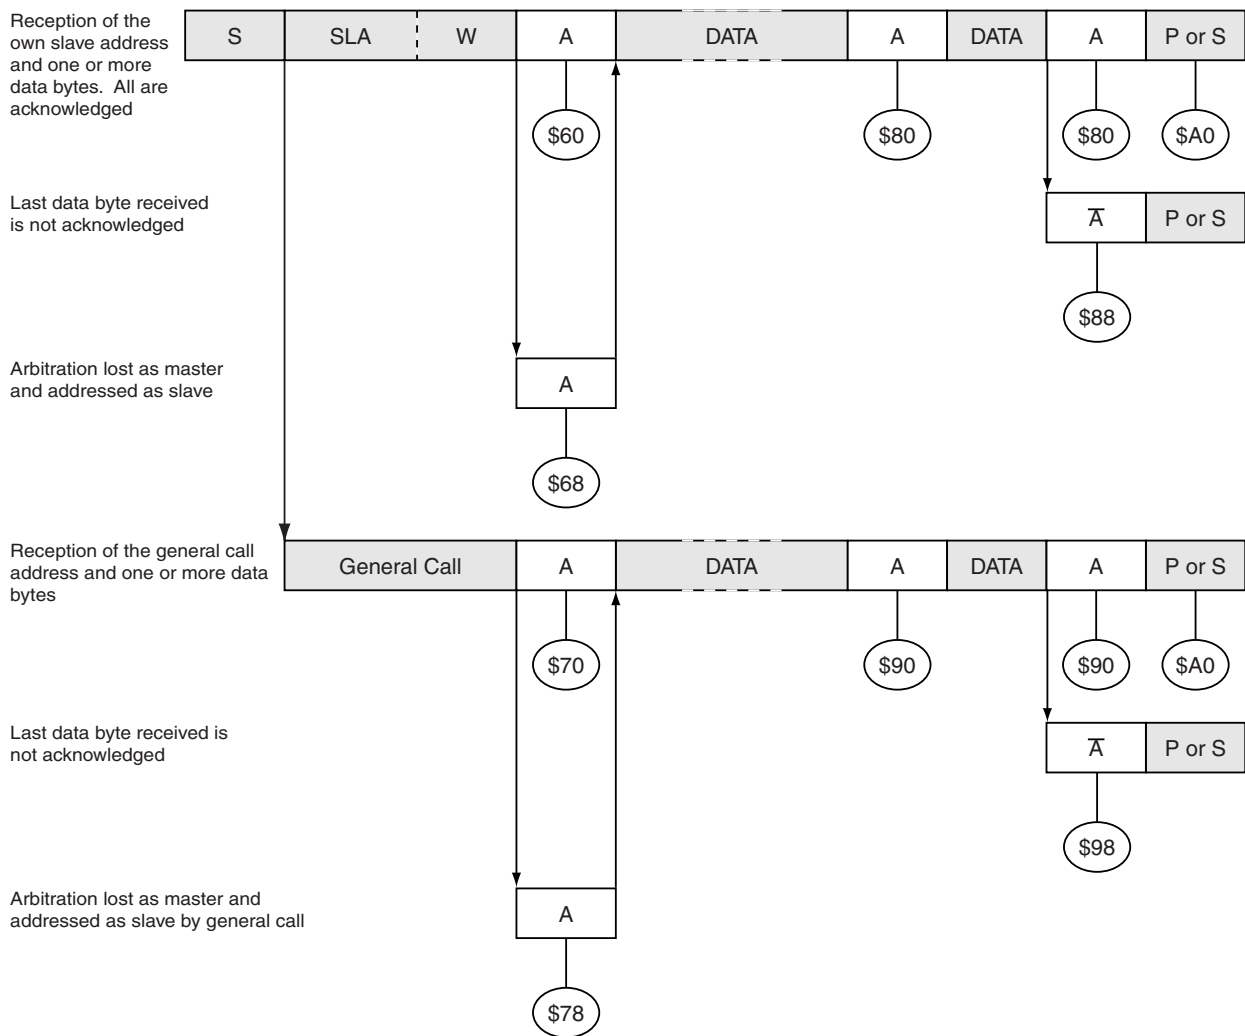 Reception of the
own slave address
and one or more
data bytes.  All are
acknowledged
S SLA W A DATA A DATA A P or S
$60 $80 $80 $A0
Last data byte received
is not acknowledged
A̅ P or S
$88
Arbitration lost as master
and addressed as slave
A
$68
Reception of the general call
address and one or more data
bytes
General Call A DATA A DATA A P or S
$70 $90 $90 $A0
Last data byte received is
not acknowledged
A̅ P or S
$98
Arbitration lost as master and
addressed as slave by general call
A
$78